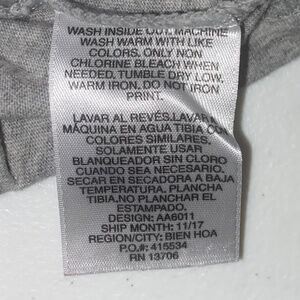 WASH INSIDE OUT. MACHINE
WASH WARM WITH LIKE
COLORS. ONLY NON
CHLORINE BLEACH WHEN
NEEDED. TUMBLE DRY LOW.
WARM IRON. DO NOT IRON
PRINT.
LAVAR AL REVÉS.LAVAR A
MÁQUINA EN AGUA TIBIA CON
COLORES SIMILARES.
SOLAMENTE USAR
BLANQUEADOR SIN CLORO
CUANDO SEA NECESARIO.
SECAR EN SECADORA A BAJA
TEMPERATURA. PLANCHA
TIBIA.NO PLANCHAR EL
ESTAMPADO.
DESIGN: AA6011
SHIP MONTH: 11/17
REGION/CITY: BIEN HOA
P.O.#: 415534
RN 13706